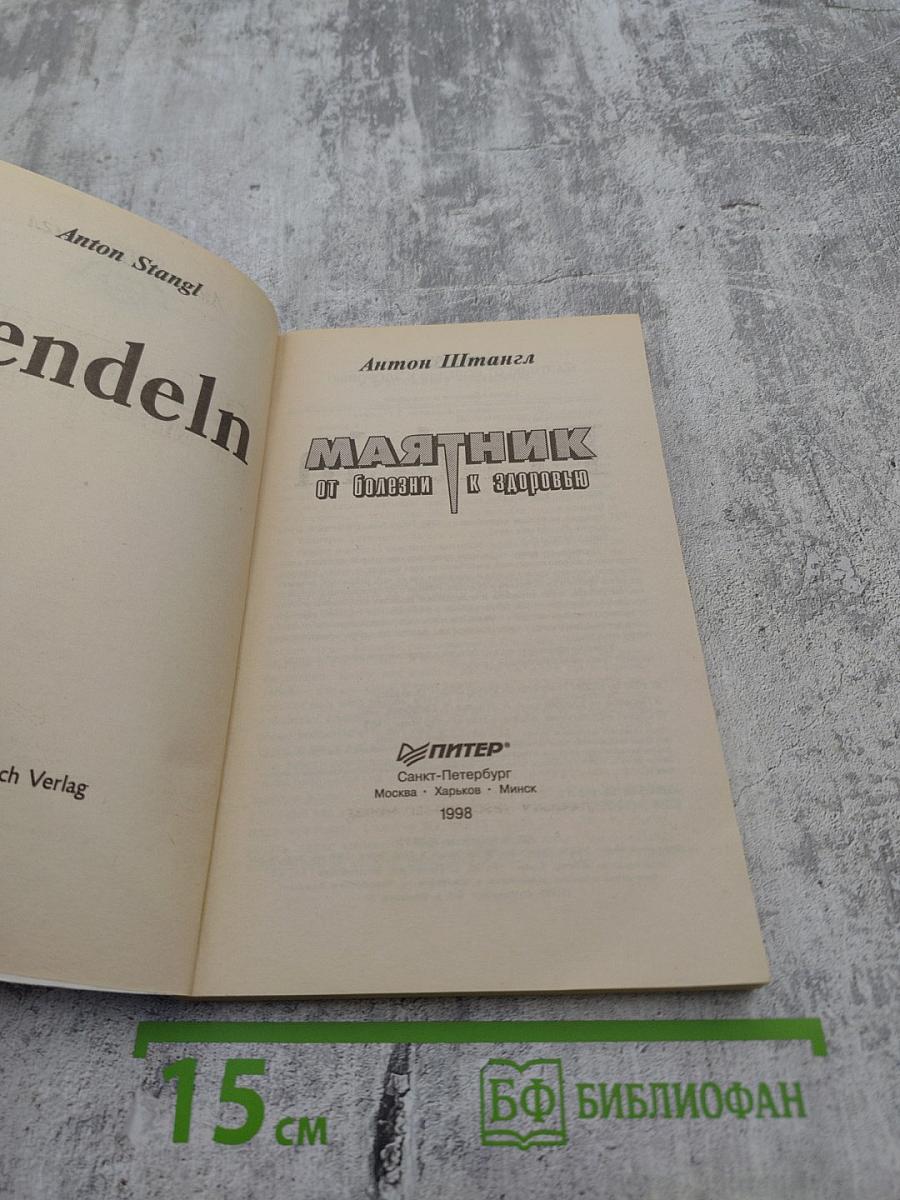 Anton Stangl
endeln
ch Verlag
Антон Штангл
МАЯТНИК
от болезни к здоровью
ПИТЕР®
Санкт-Петербург
Москва · Харьков · Минск
1998
15 см
БФ БИБЛИОФАН